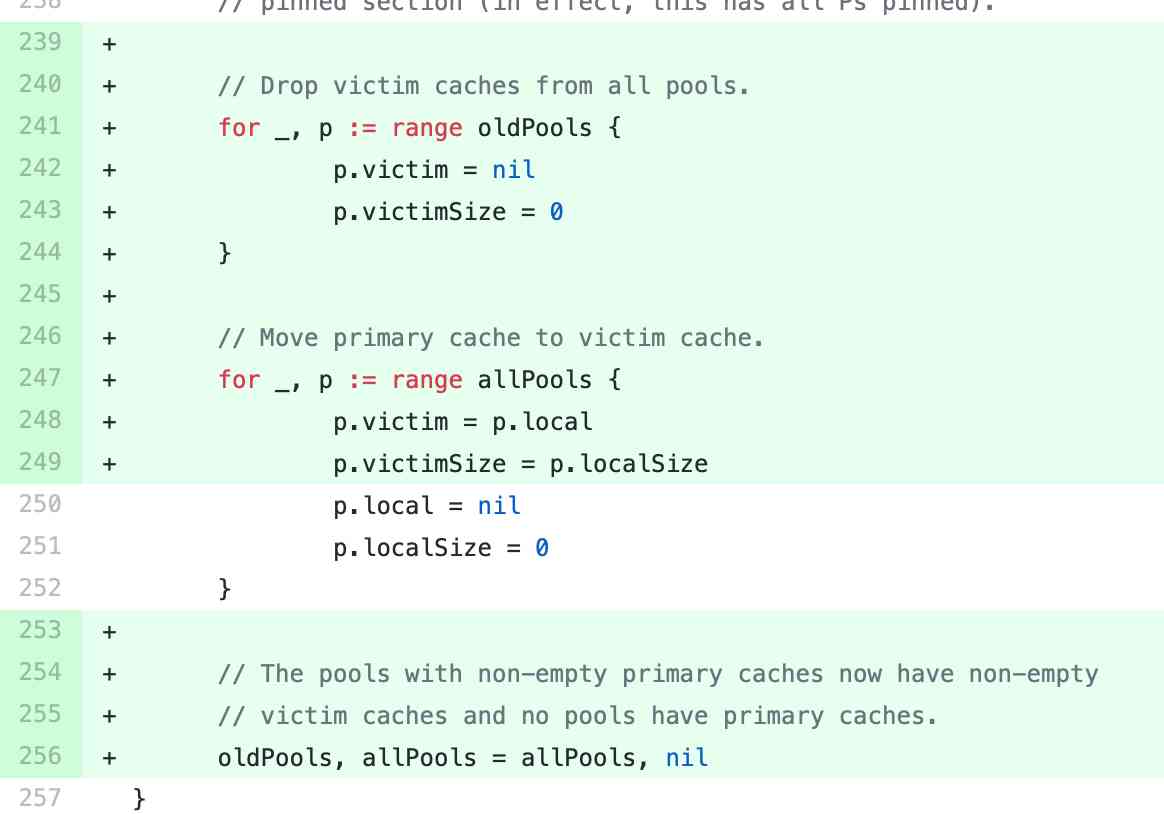 238 // pinned section (in effect, this has all Ps pinned).
239 +
240 + // Drop victim caches from all pools.
241 + for _, p := range oldPools {
242 + p.victim = nil
243 + p.victimSize = 0
244 + }
245 +
246 + // Move primary cache to victim cache.
247 + for _, p := range allPools {
248 + p.victim = p.local
249 + p.victimSize = p.localSize
250 p.local = nil
251 p.localSize = 0
252 }
253 +
254 + // The pools with non-empty primary caches now have non-empty
255 + // victim caches and no pools have primary caches.
256 + oldPools, allPools = allPools, nil
257 }